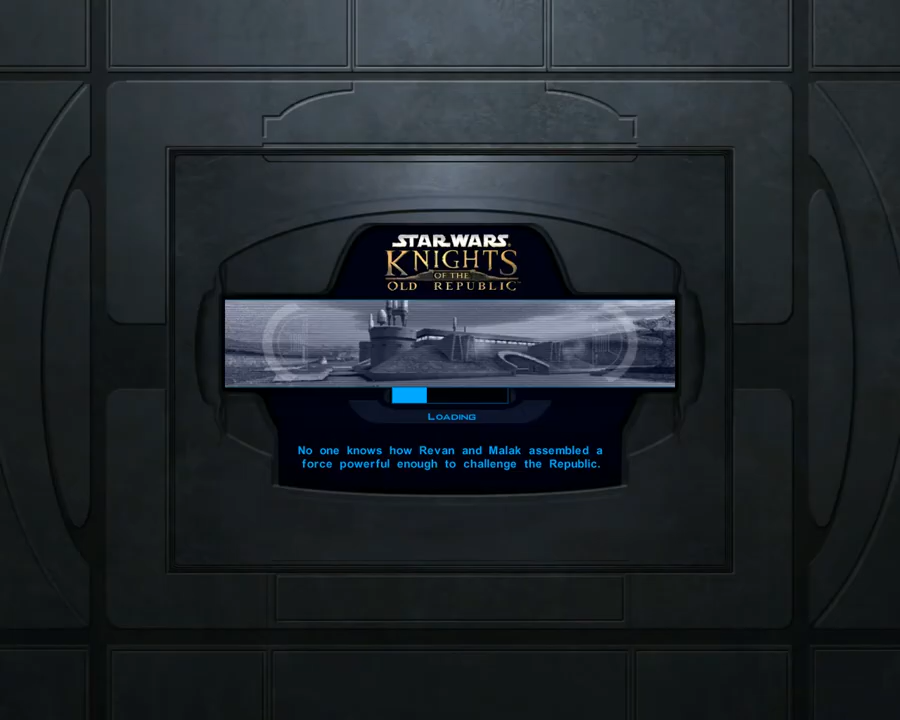 STAR WARS
KNIGHTS
OF THE
OLD REPUBLIC
LOADING
No one knows how Revan and Malak assembled a
force powerful enough to challenge the Republic.